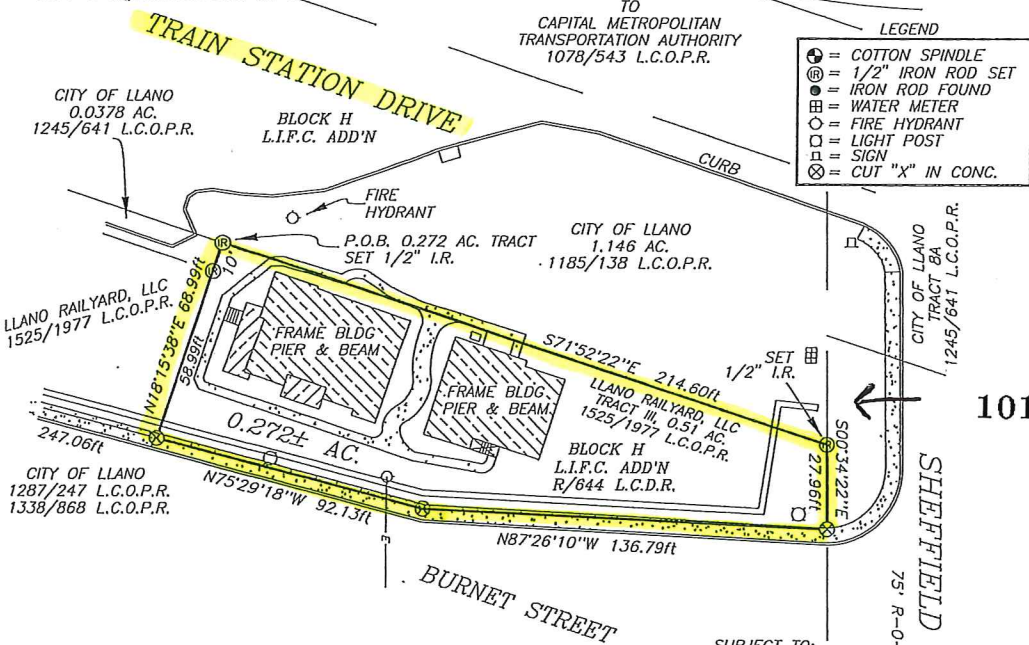 TO
CAPITAL METROPOLITAN
TRANSPORTATION AUTHORITY
1078/543 L.C.O.P.R.
LEGEND
= COTTON SPINDLE
IR = 1/2" IRON ROD SET
= IRON ROD FOUND
= WATER METER
= FIRE HYDRANT
= LIGHT POST
= SIGN
= CUT "X" IN CONC.
TRAIN STATION DRIVE
CITY OF LLANO
0.0378 AC.
1245/641 L.C.O.P.R.
BLOCK H
L.I.F.C. ADD'N
CURB
FIRE
HYDRANT
P.O.B. 0.272 AC. TRACT
SET 1/2" I.R.
CITY OF LLANO
1.146 AC.
1185/138 L.C.O.P.R.
CITY OF LLANO
TRACT 8A
1245/641 L.C.O.P.R.
IR
IR
10'
LLANO RAILYARD, LLC
1525/1977 L.C.O.P.R.
N18°15'38"E 68.99ft
58.99ft
FRAME BLDG
PIER & BEAM
FRAME BLDG
PIER & BEAM
S71°52'22"E 214.60ft
LLANO RAILYARD, LLC
TRACT III, 0.51 AC.
1525/1977 L.C.O.P.R.
SET
1/2" I.R.
IR
101
S00°34'22"E
27.96ft
0.272±
AC.
BLOCK H
L.I.F.C. ADD'N
R/644 L.C.D.R.
247.06ft
CITY OF LLANO
1287/247 L.C.O.P.R.
1338/868 L.C.O.P.R.
N75°29'18"W 92.13ft
E
N87°26'10"W 136.79ft
BURNET STREET
SHEFFIELD
75' R-O-
SUBJECT TO: